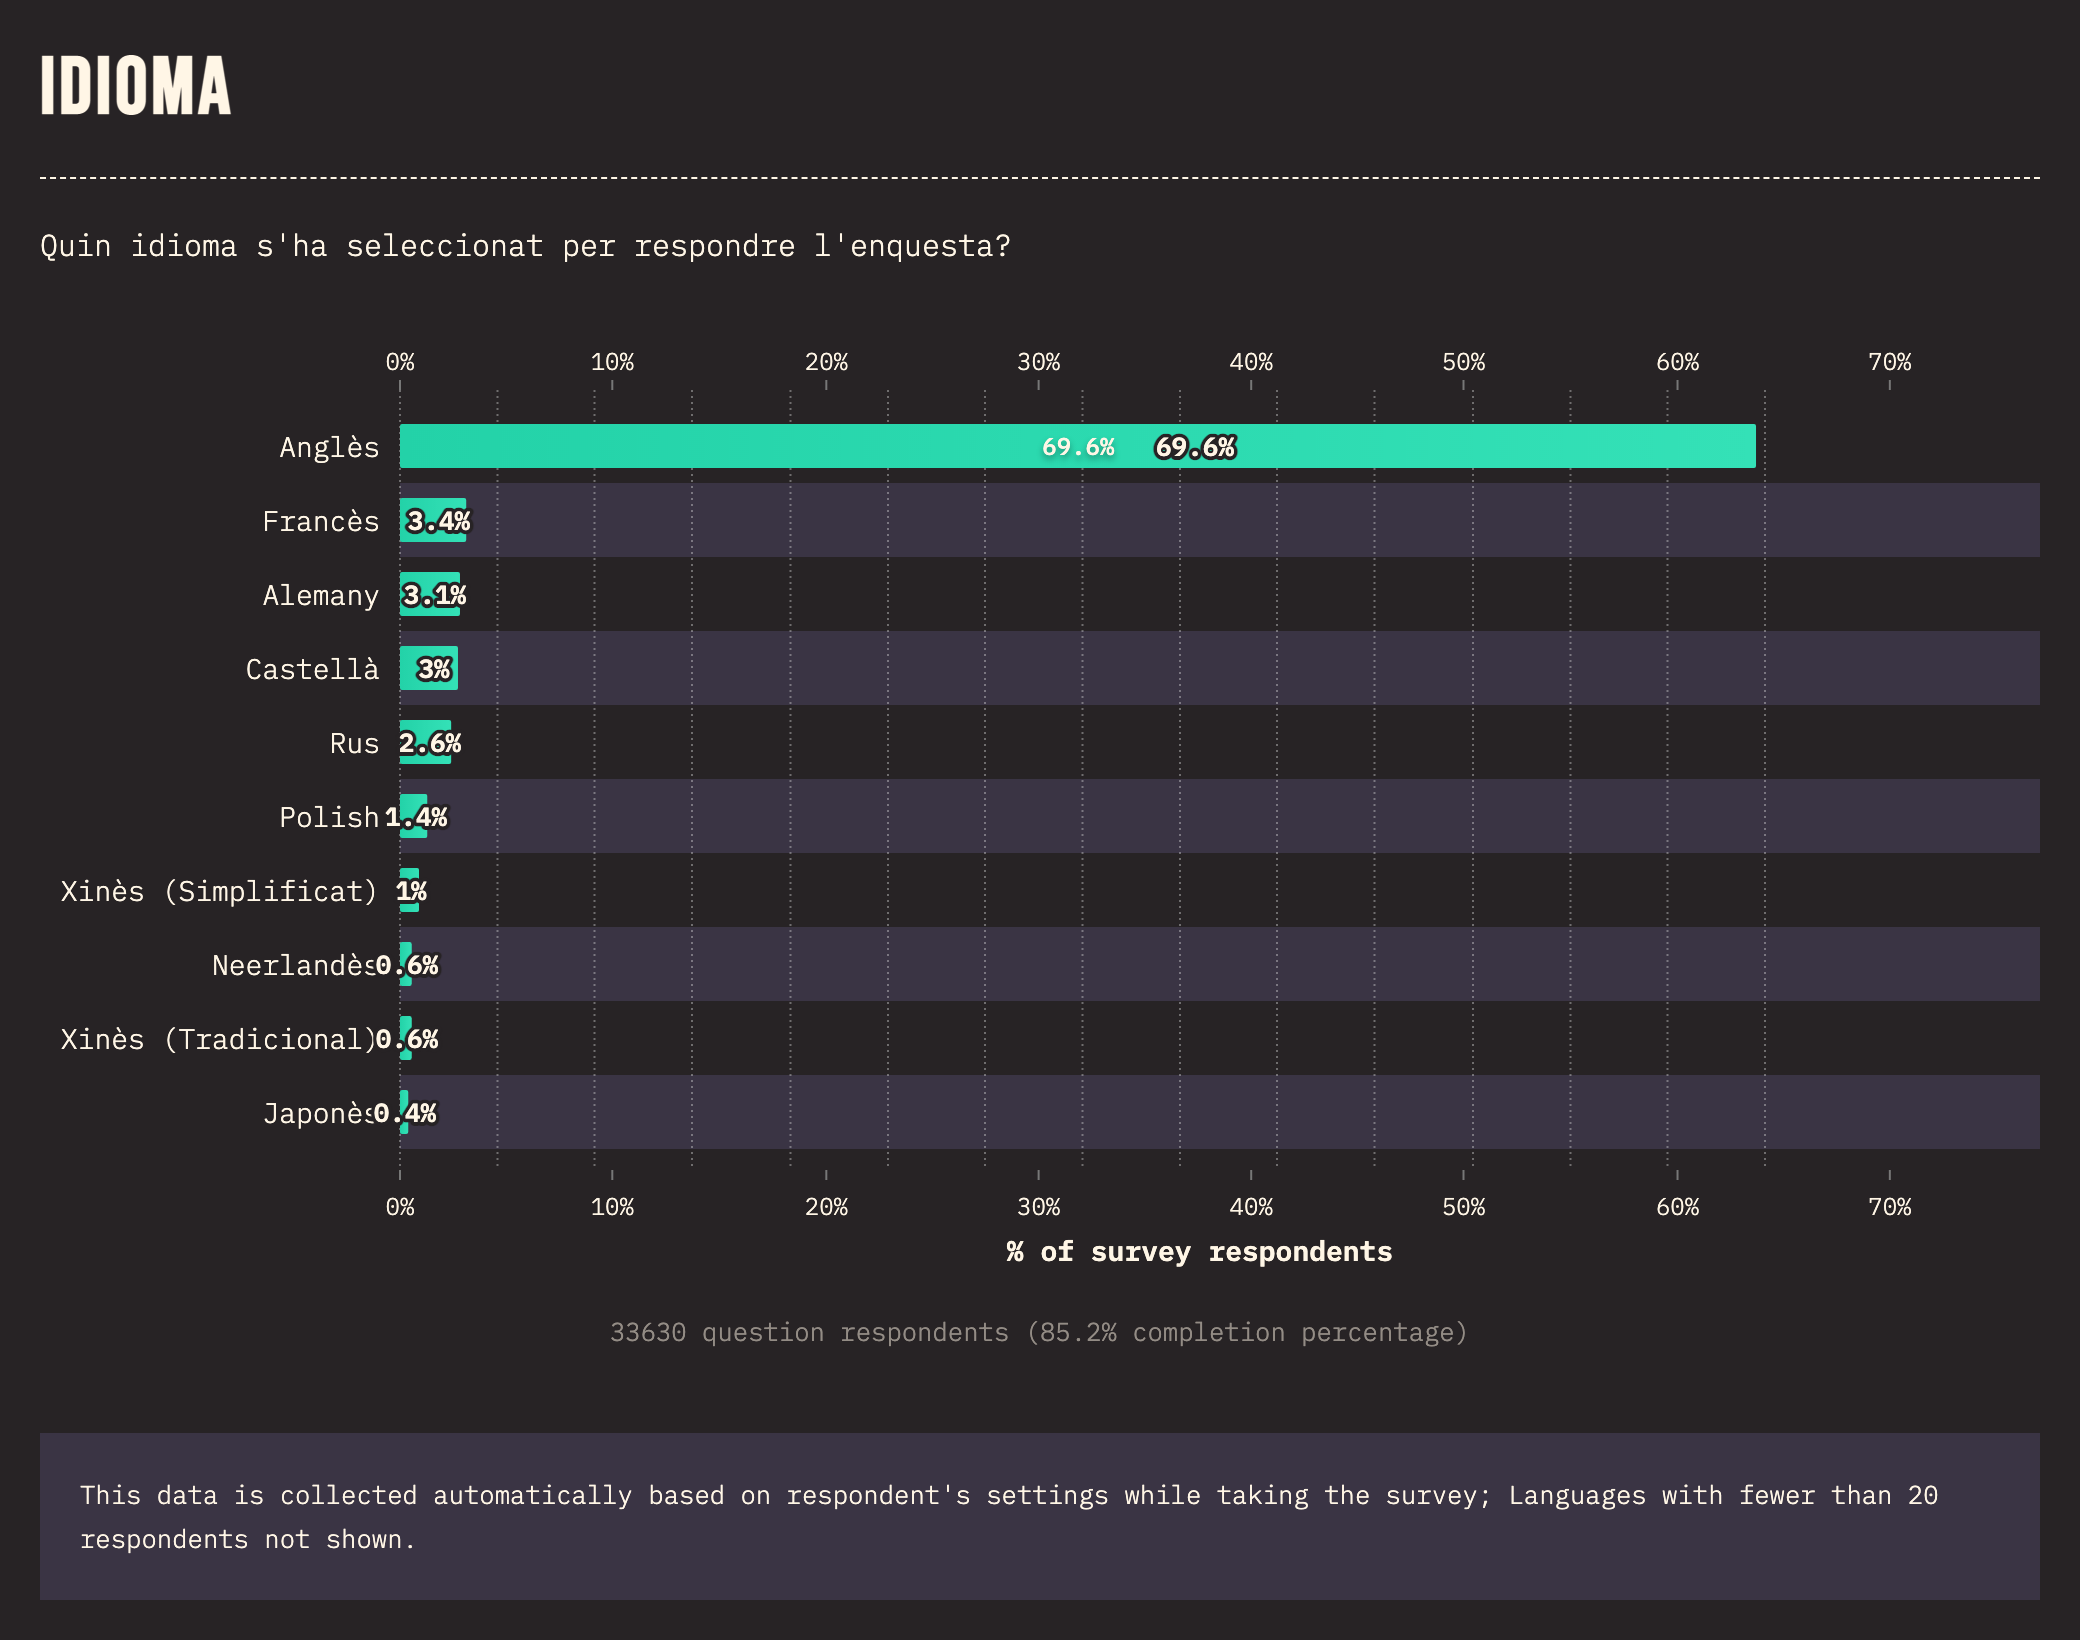 IDIOMA
Quin idioma s'ha seleccionat per respondre l'enquesta?
0% 10% 20% 30% 40% 50% 60% 70%
Anglès 69.6% 69.6%
Francès 3.4%
Alemany 3.1%
Castellà 3%
Rus 2.6%
Polish 1.4%
Xinès (Simplificat) 1%
Neerlandès 0.6%
Xinès (Tradicional) 0.6%
Japonès 0.4%
0% 10% 20% 30% 40% 50% 60% 70%
% of survey respondents
33630 question respondents (85.2% completion percentage)
This data is collected automatically based on respondent's settings while taking the survey; Languages with fewer than 20
respondents not shown.